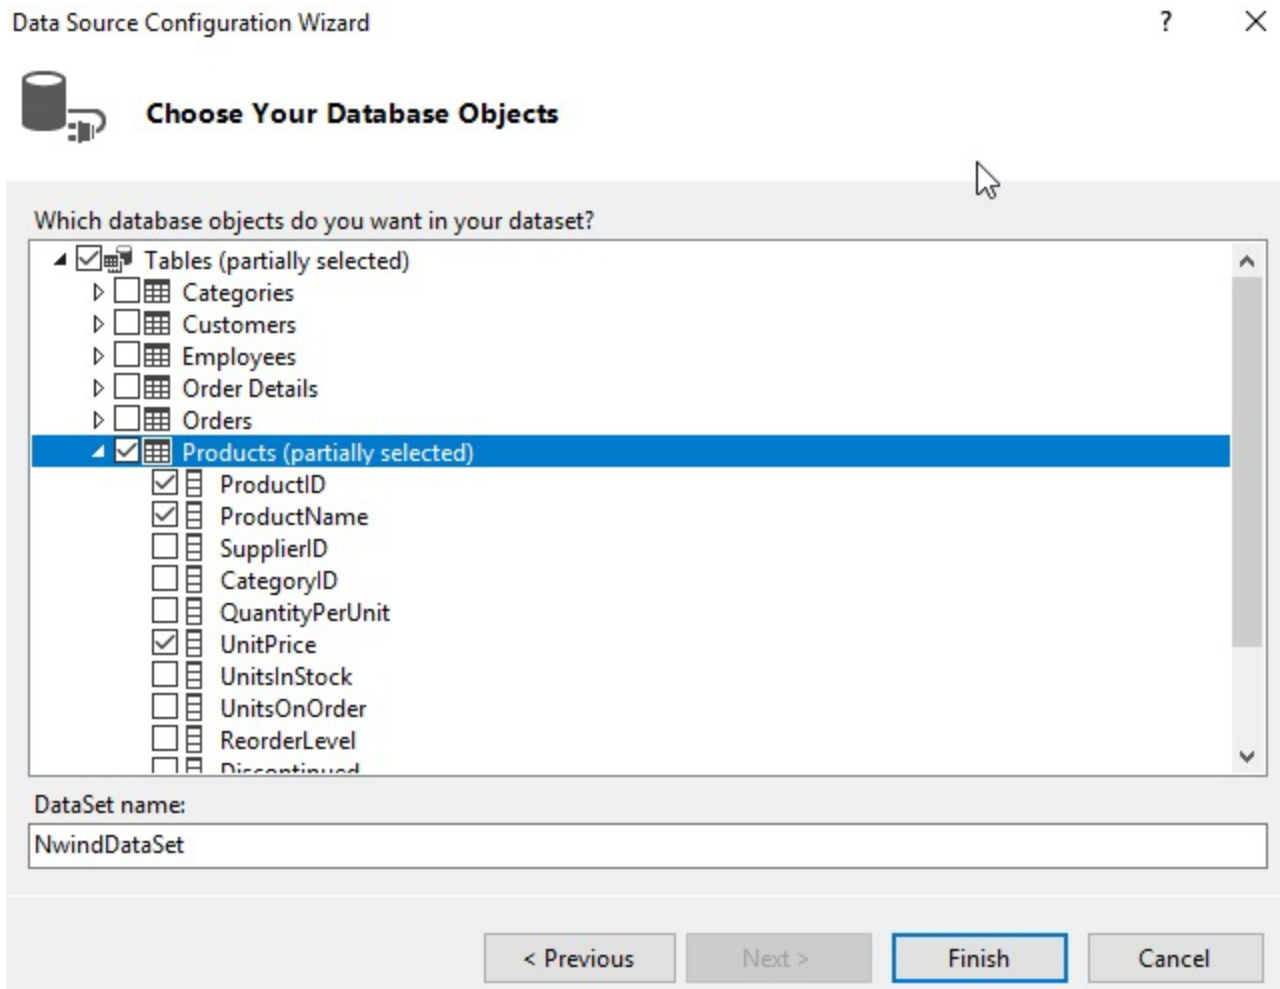 Data Source Configuration Wizard
?
Choose Your Database Objects
Which database objects do you want in your dataset?
Tables (partially selected)
Categories
Customers
Employees
Order Details
Orders
Products (partially selected)
ProductID
ProductName
SupplierID
CategoryID
QuantityPerUnit
UnitPrice
UnitsInStock
UnitsOnOrder
ReorderLevel
Discontinued
DataSet name:
NwindDataSet
< Previous Next > Finish Cancel